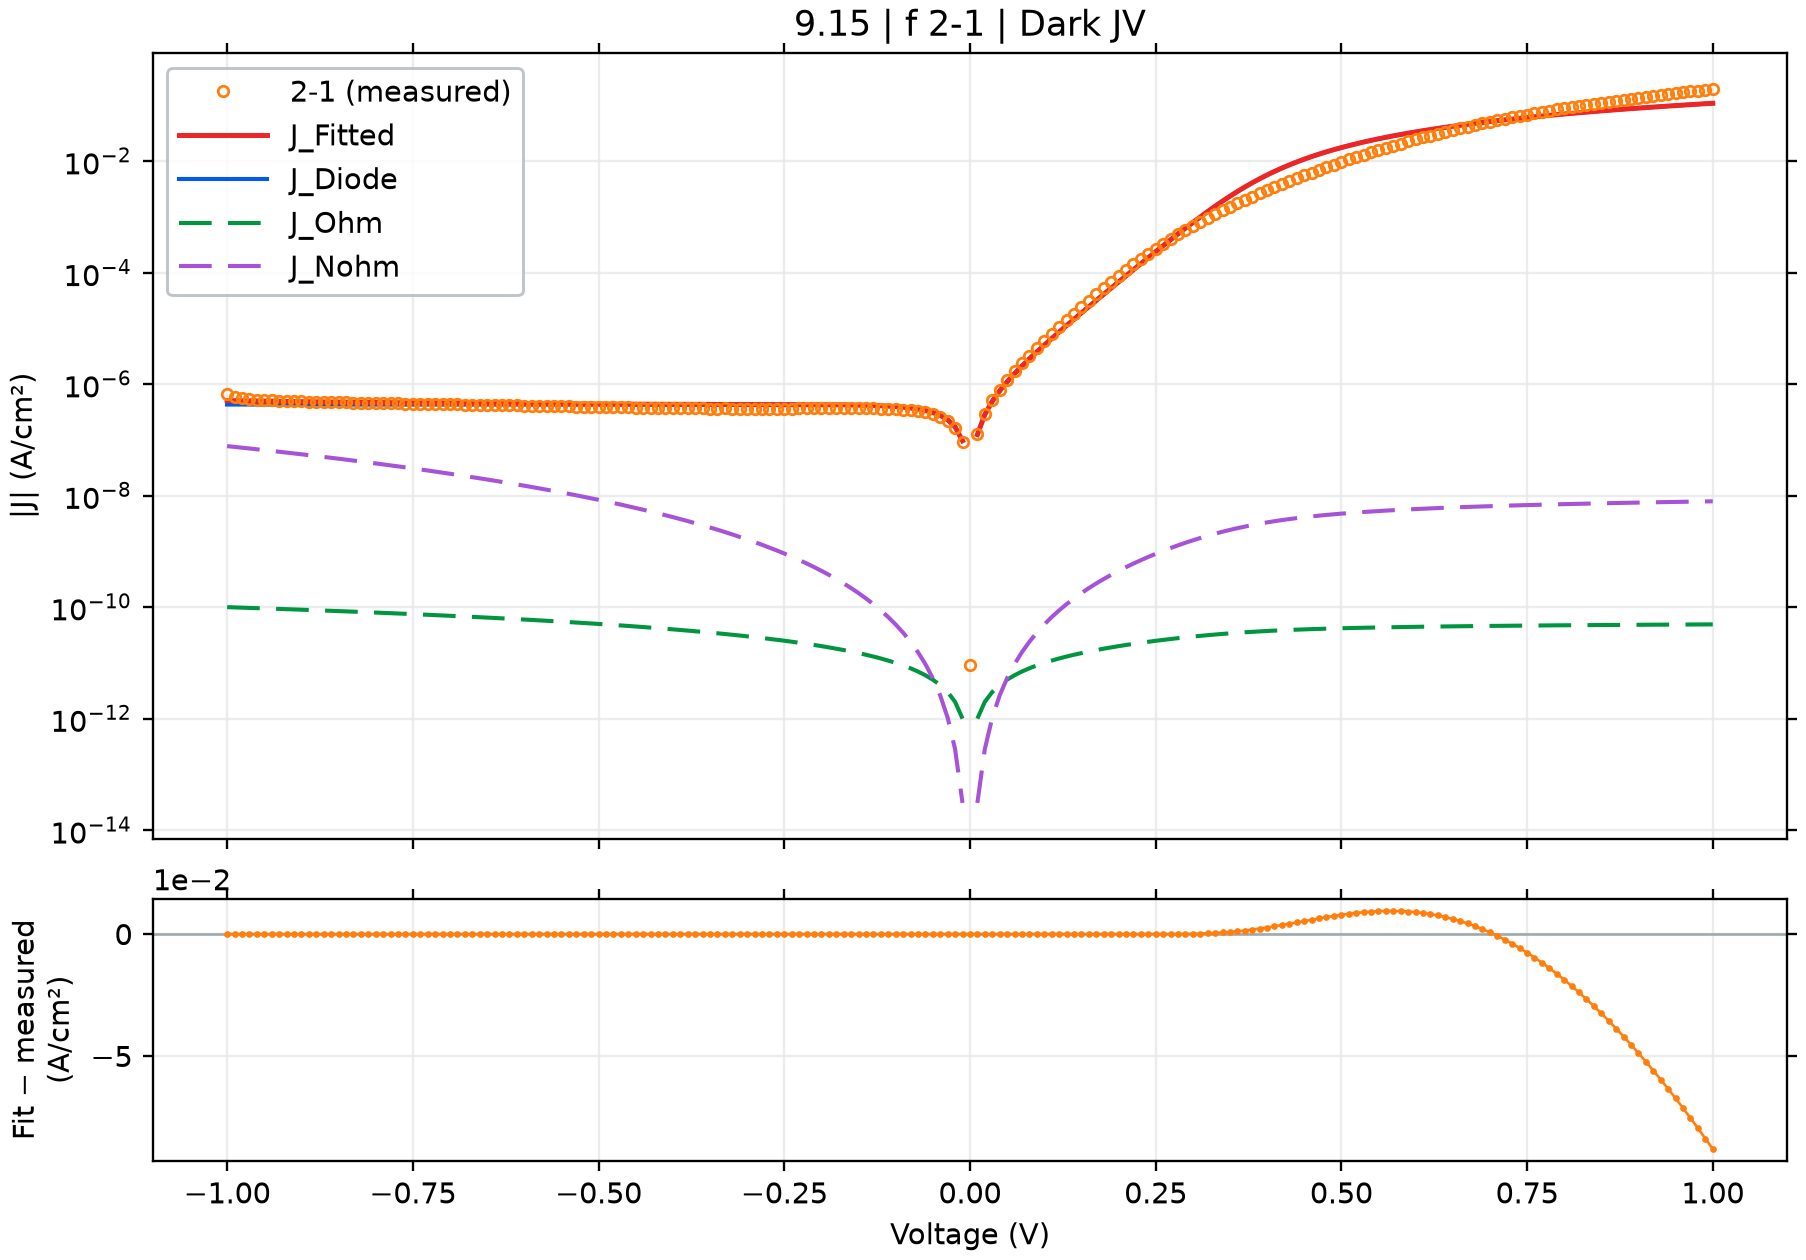 9.15 | f 2-1 | Dark JV
2-1 (measured)
J_Fitted
J_Diode
J_Ohm
J_Nohm
|J| (A/cm²)
10⁻²
10⁻⁴
10⁻⁶
10⁻⁸
10⁻¹⁰
10⁻¹²
10⁻¹⁴
1e−2
Fit − measured
(A/cm²)
0
−5
−1.00 −0.75 −0.50 −0.25 0.00 0.25 0.50 0.75 1.00
Voltage (V)